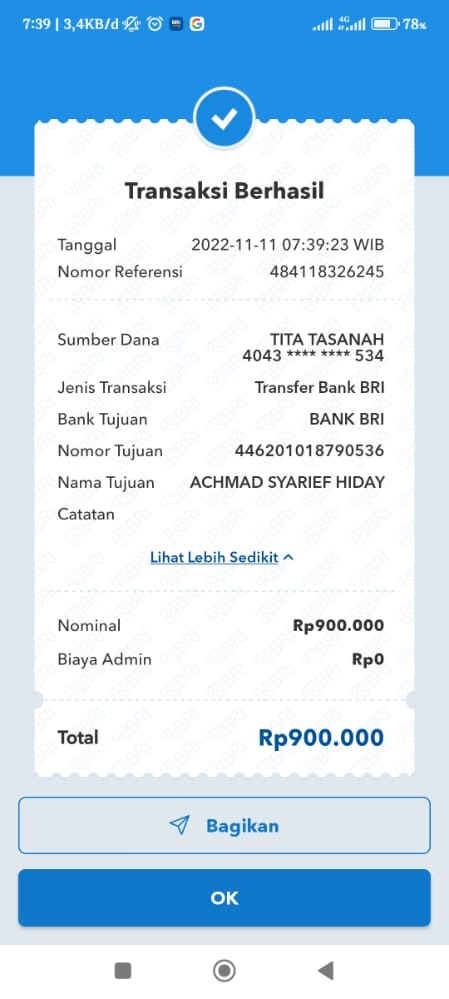 7:39 | 3,4KB/d
4G
78%
Transaksi Berhasil
Tanggal 2022-11-11 07:39:23 WIB
Nomor Referensi 484118326245
Sumber Dana TITA TASANAH
4043 **** **** 534
Jenis Transaksi Transfer Bank BRI
Bank Tujuan BANK BRI
Nomor Tujuan 446201018790536
Nama Tujuan ACHMAD SYARIEF HIDAY
Catatan
Lihat Lebih Sedikit
Nominal Rp900.000
Biaya Admin Rp0
Total Rp900.000
Bagikan
OK